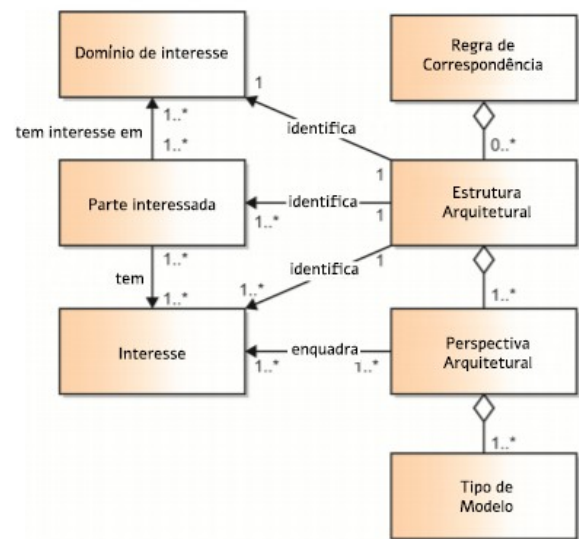 Domínio de interesse
Regra de
Correspondência
1
1..*
identifica
tem interesse em
1..*
0..*
1
Parte interessada
identifica
Estrutura
Arquitetural
1..*
1
1..*
identifica
1
tem
1..*
1..*
1..*
Interesse
enquadra
Perspectiva
Arquitetural
1..*
1..*
1..*
Tipo de
Modelo